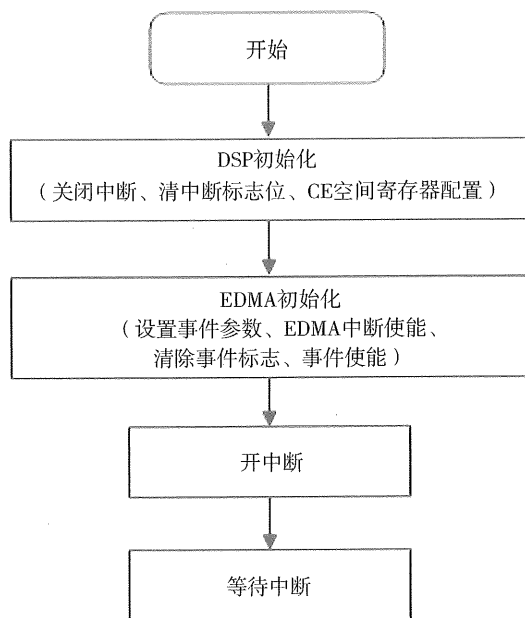 开始
DSP初始化
（关闭中断、清中断标志位、CE空间寄存器配置）
EDMA初始化
（设置事件参数、EDMA中断使能、
清除事件标志、事件使能）
开中断
等待中断